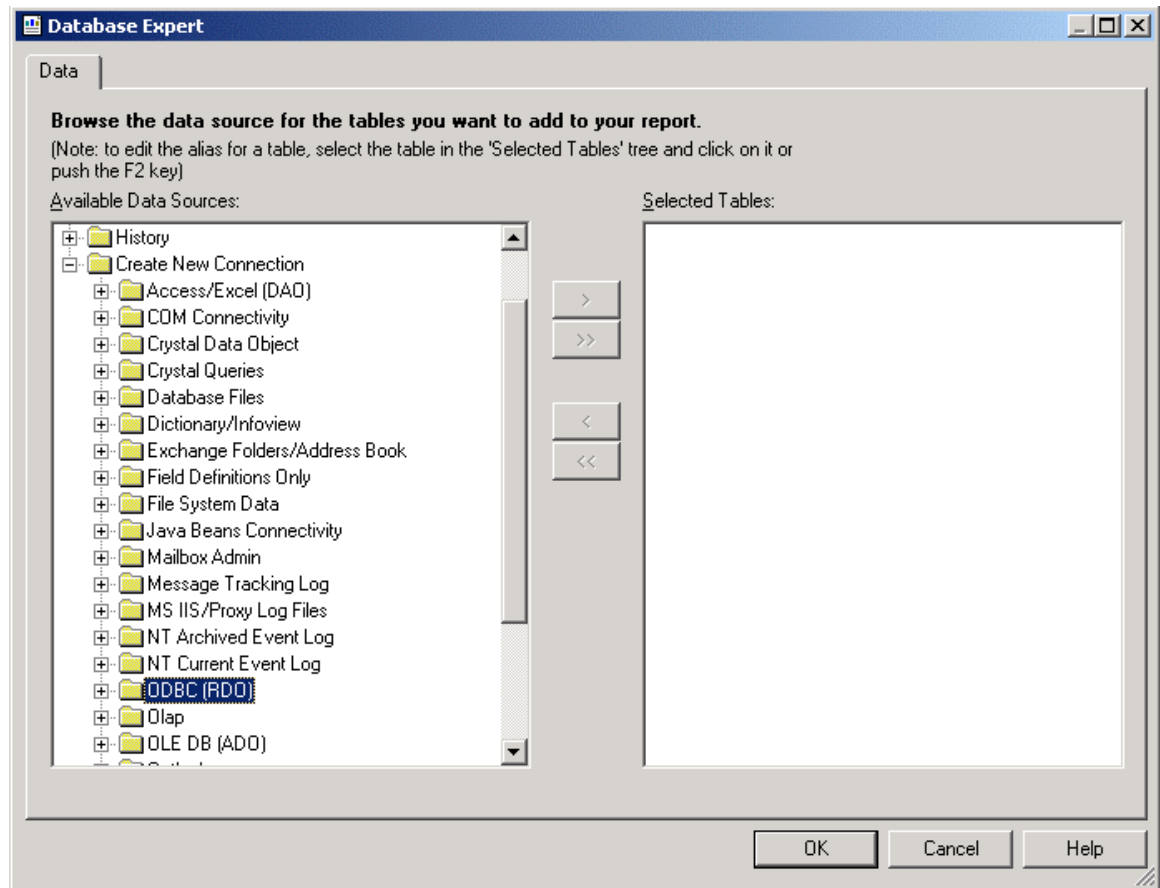 Database Expert
Data
Browse the data source for the tables you want to add to your report.
(Note: to edit the alias for a table, select the table in the 'Selected Tables' tree and click on it or
push the F2 key)
Available Data Sources:
Selected Tables:
History
Create New Connection
Access/Excel (DAO)
COM Connectivity
Crystal Data Object
Crystal Queries
Database Files
Dictionary/Infoview
Exchange Folders/Address Book
Field Definitions Only
File System Data
Java Beans Connectivity
Mailbox Admin
Message Tracking Log
MS IIS/Proxy Log Files
NT Archived Event Log
NT Current Event Log
ODBC (RDO)
Olap
OLE DB (ADO)
>
>>
<
<<
OK
Cancel
Help